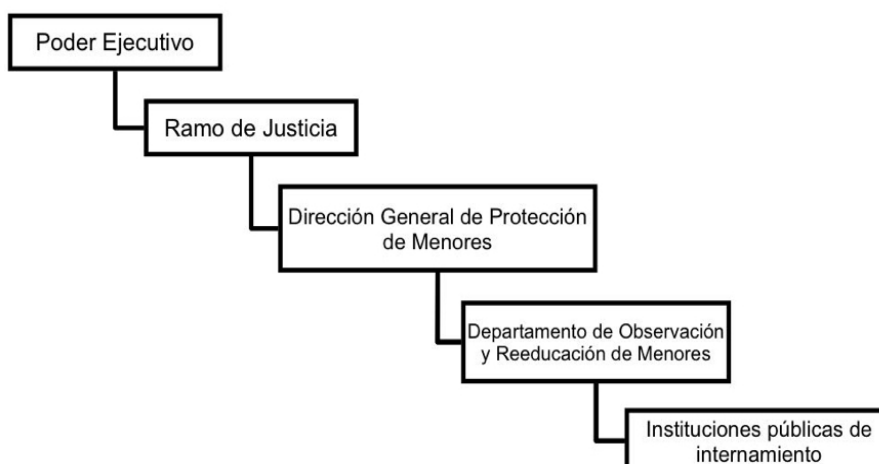 Poder Ejecutivo
Ramo de Justicia
Dirección General de Protección
de Menores
Departamento de Observación
y Reeducación de Menores
Instituciones públicas de
internamiento